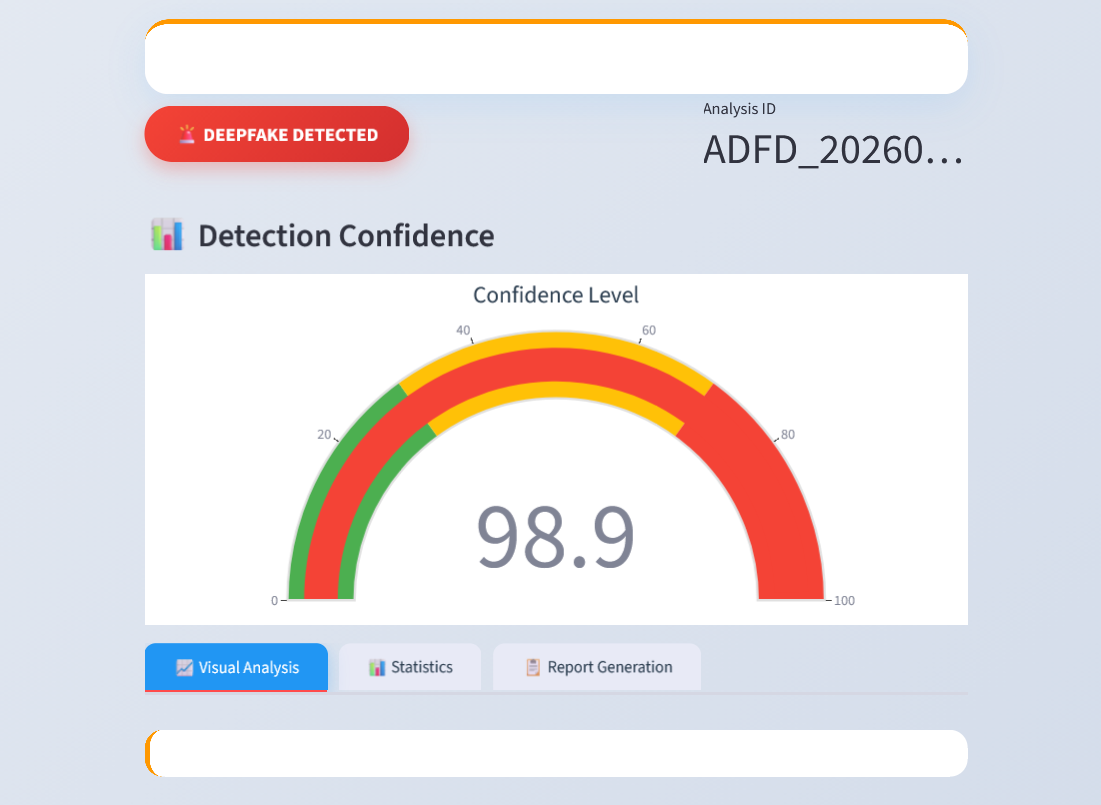 🚨 DEEPFAKE DETECTED
Analysis ID
ADFD_20260...
📊 Detection Confidence
Confidence Level
40
60
20
80
98.9
0
100
📈 Visual Analysis
📊 Statistics
📋 Report Generation